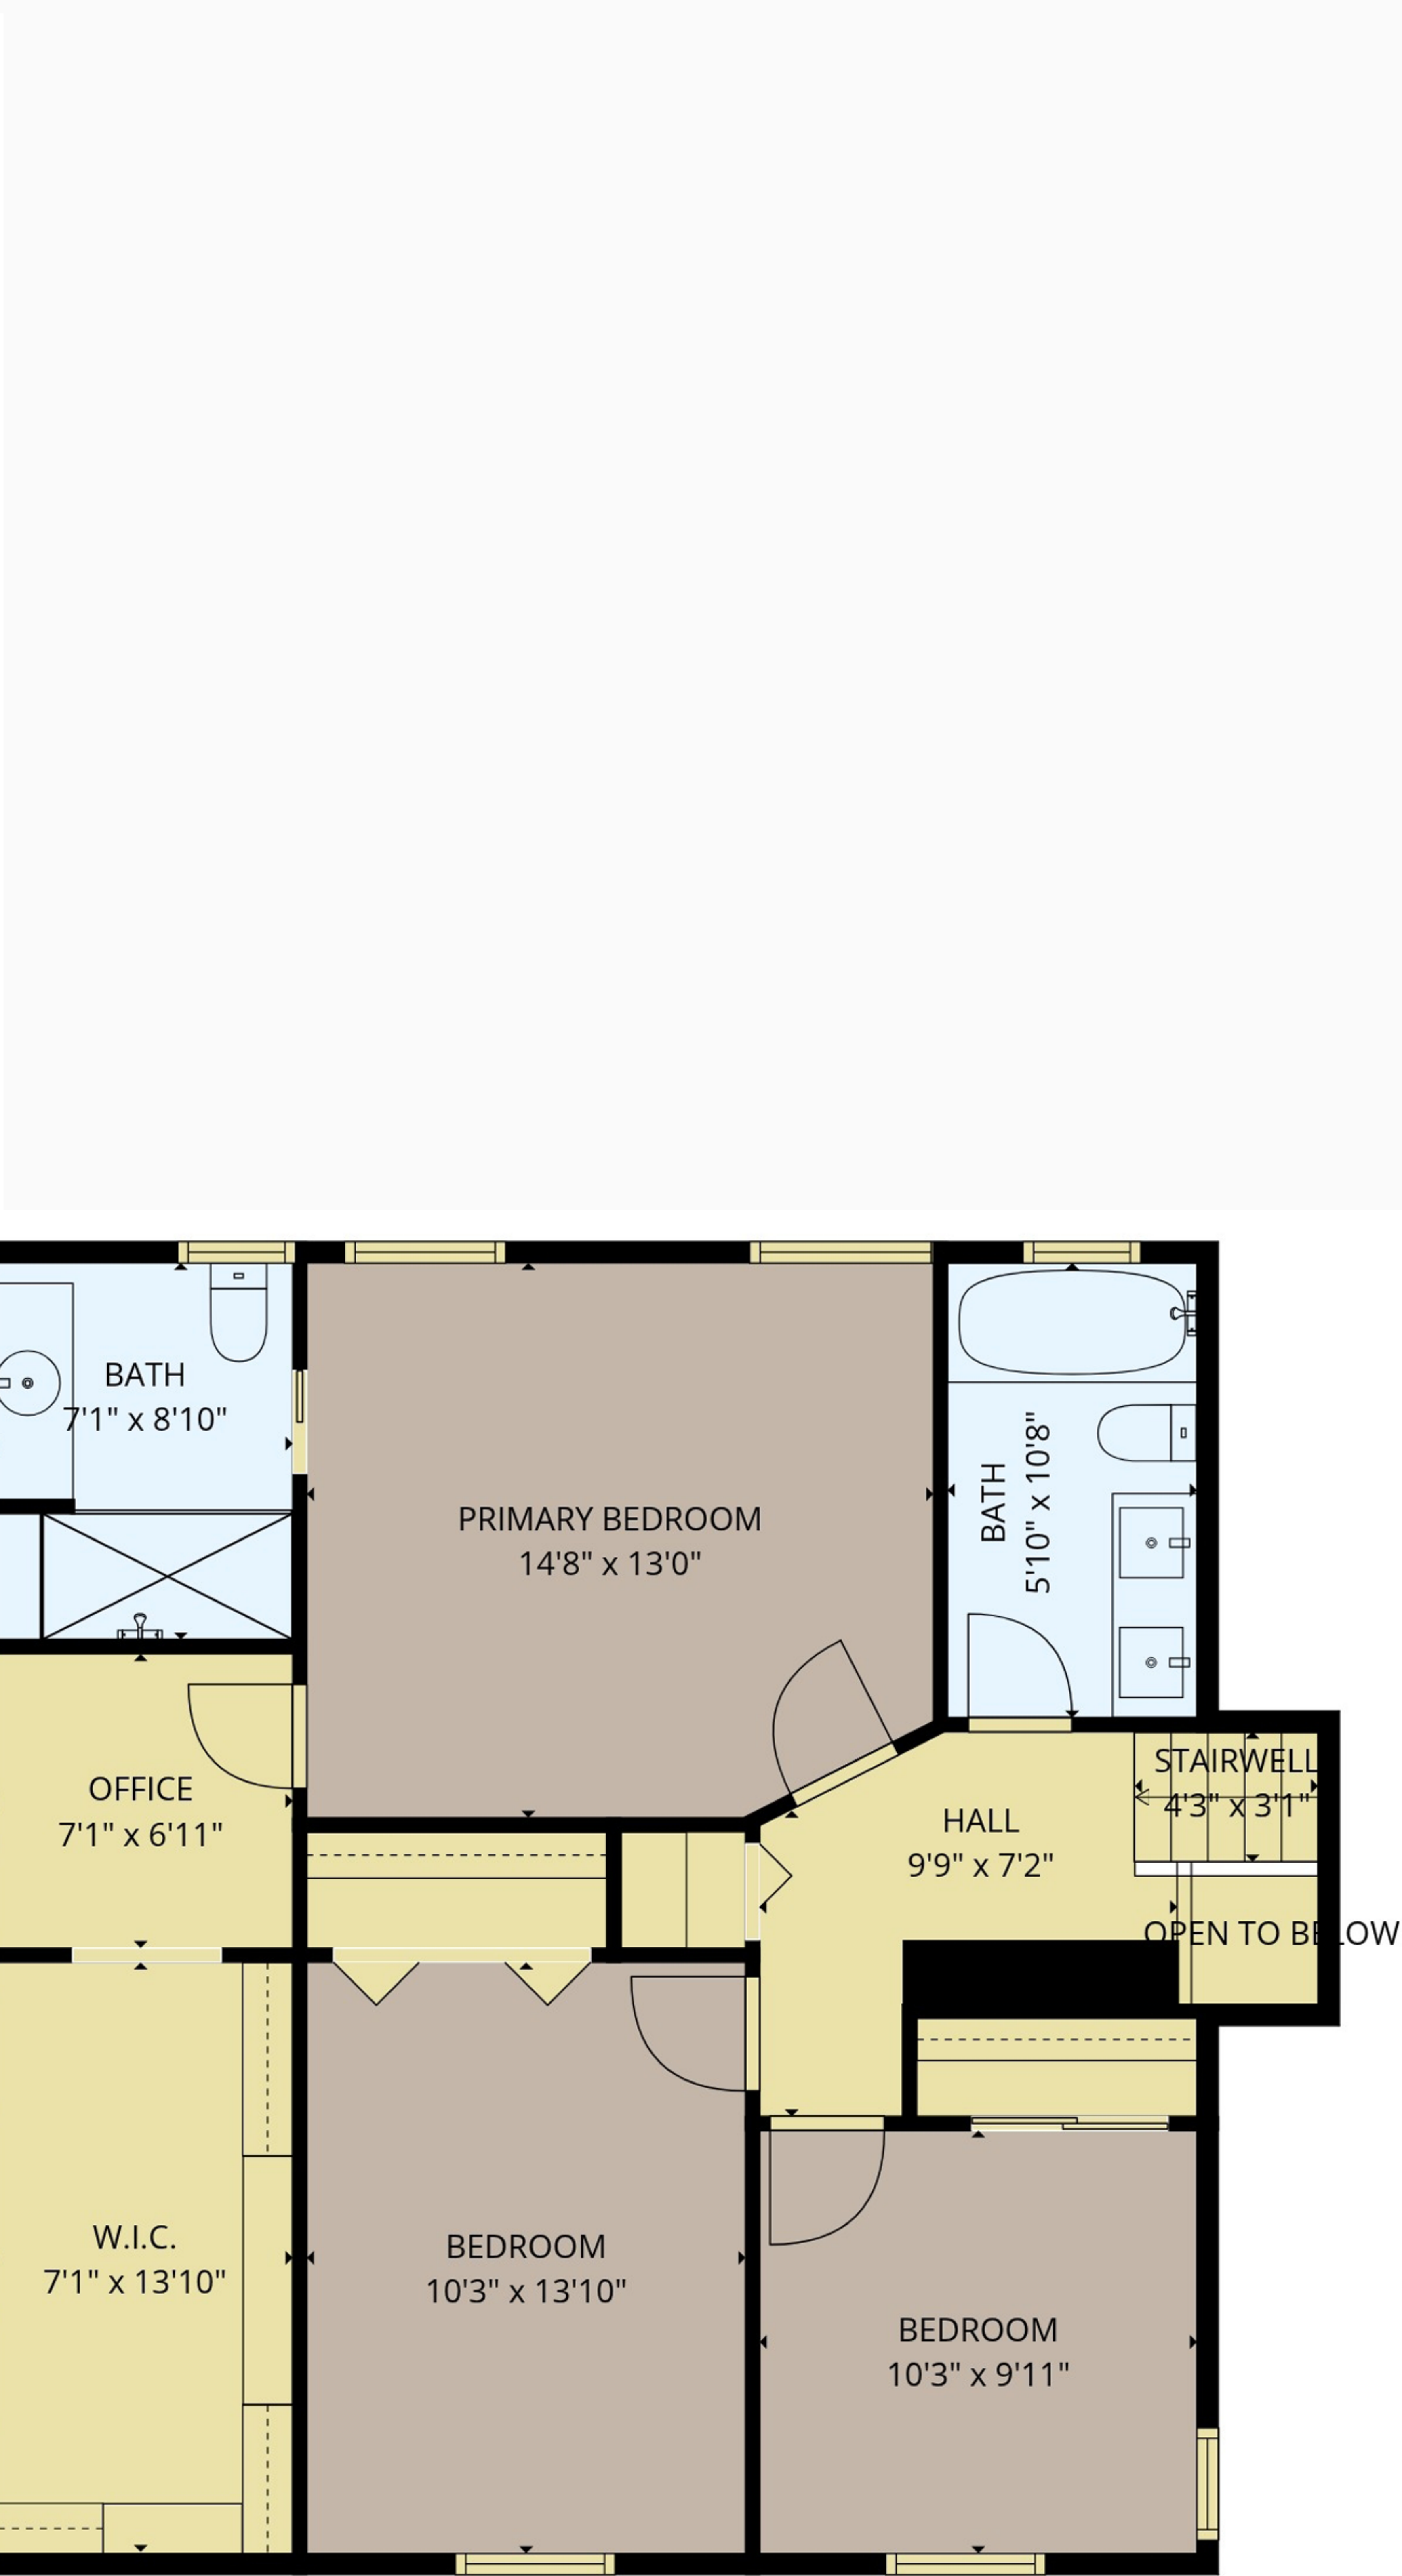 BATH
7'1" x 8'10"
PRIMARY BEDROOM
14'8" x 13'0"
BATH
5'10" x 10'8"
OFFICE
7'1" x 6'11"
HALL
9'9" x 7'2"
STAIRWELL
4'3" x 3'1"
OPEN TO BELOW
W.I.C.
7'1" x 13'10"
BEDROOM
10'3" x 13'10"
BEDROOM
10'3" x 9'11"